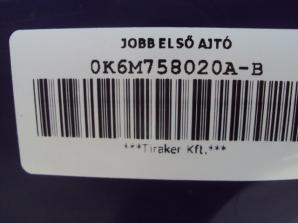 JOBB ELSŐ AJTÓ
0K6M758020A-B
***Tiraker Kft.***